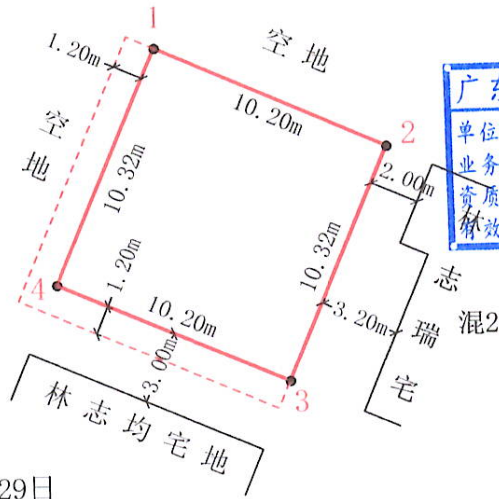 1
1.20m
空地
10.20m
2
广东
单位
业务
资质
有效
空地
10.32m
2.00m
林志瑞宅
10.32m
混2
4
1.20m
10.20m
3.20m
3.00m
3
林志均宅地
29日